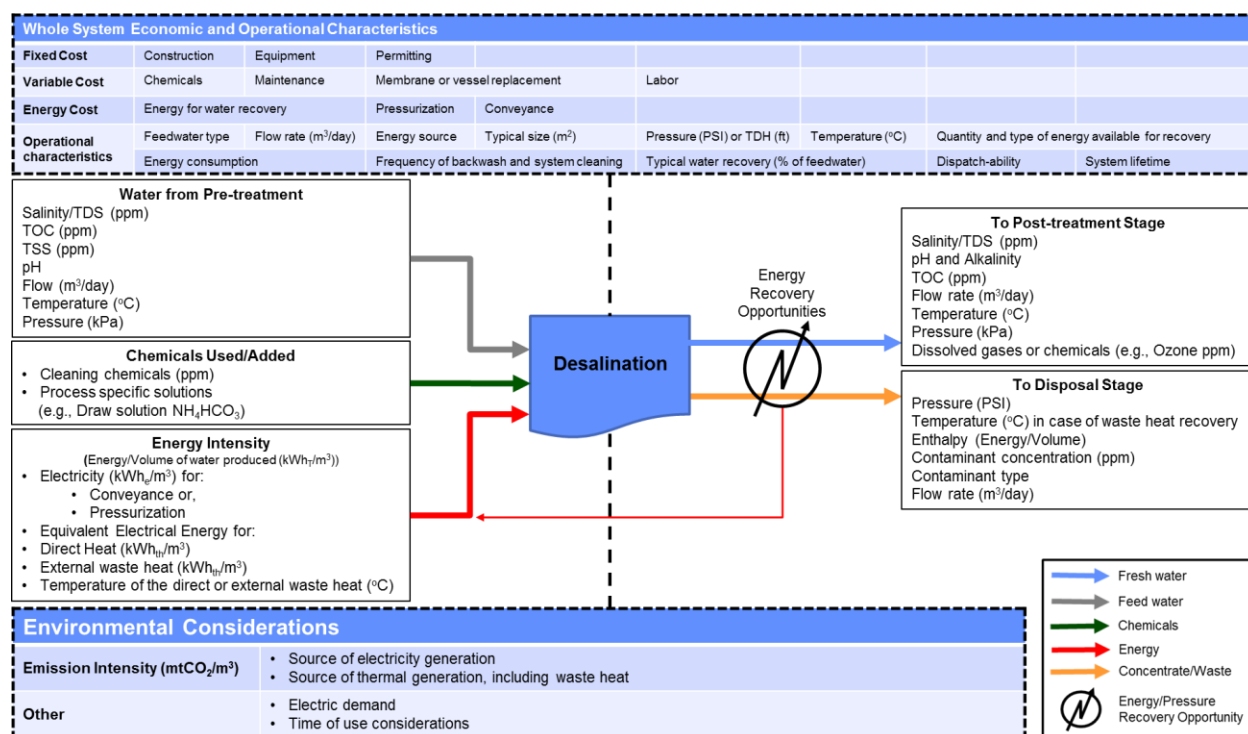 Whole System Economic and Operational Characteristics
Fixed Cost Construction Equipment Permitting
Variable Cost Chemicals Maintenance Membrane or vessel replacement Labor
Energy Cost Energy for water recovery Pressurization Conveyance
Operational characteristics Feedwater type Flow rate (m³/day) Energy source Typical size (m²) Pressure (PSI) or TDH (ft) Temperature (°C) Quantity and type of energy available for recovery
Energy consumption Frequency of backwash and system cleaning Typical water recovery (% of feedwater) Dispatch-ability System lifetime
Water from Pre-treatment
Salinity/TDS (ppm)
TOC (ppm)
TSS (ppm)
pH
Flow (m³/day)
Temperature (°C)
Pressure (kPa)
Chemicals Used/Added
• Cleaning chemicals (ppm)
• Process specific solutions
(e.g., Draw solution NH₄HCO₃)
Energy Intensity
(Energy/Volume of water produced (kWh_T/m³))
• Electricity (kWhₑ/m³) for:
• Conveyance or,
• Pressurization
• Equivalent Electrical Energy for:
• Direct Heat (kWhₜₕ/m³)
• External waste heat (kWhₜₕ/m³)
• Temperature of the direct or external waste heat (°C)
Desalination
Energy
Recovery
Opportunities
To Post-treatment Stage
Salinity/TDS (ppm)
pH and Alkalinity
TOC (ppm)
Flow rate (m³/day)
Temperature (°C)
Pressure (kPa)
Dissolved gases or chemicals (e.g., Ozone ppm)
To Disposal Stage
Pressure (PSI)
Temperature (°C) in case of waste heat recovery
Enthalpy (Energy/Volume)
Contaminant concentration (ppm)
Contaminant type
Flow rate (m³/day)
Fresh water
Feed water
Chemicals
Energy
Concentrate/Waste
Energy/Pressure
Recovery Opportunity
Environmental Considerations
Emission Intensity (mtCO₂/m³)
• Source of electricity generation
• Source of thermal generation, including waste heat
Other
• Electric demand
• Time of use considerations